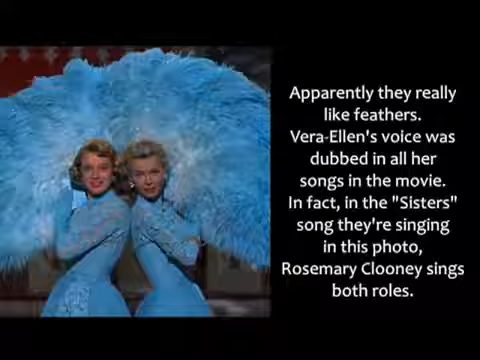 Apparently they really
like feathers.
Vera-Ellen's voice was
dubbed in all her
songs in the movie.
In fact, in the "Sisters"
song they're singing
in this photo,
Rosemary Clooney sings
both roles.